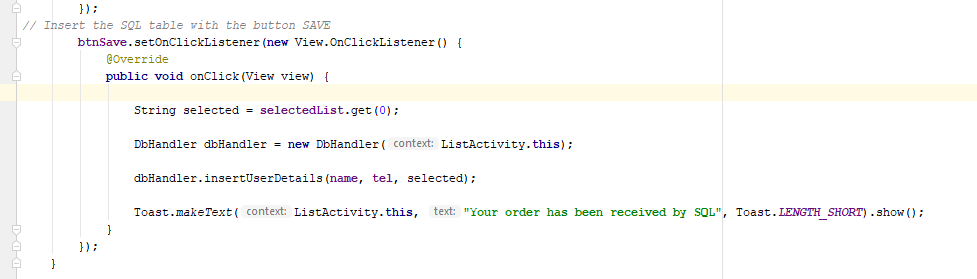 });
// Insert the SQL table with the button SAVE
btnSave.setOnClickListener(new View.OnClickListener() {
@Override
public void onClick(View view) {
String selected = selectedList.get(0);
DbHandler dbHandler = new DbHandler( context: ListActivity.this);
dbHandler.insertUserDetails(name, tel, selected);
Toast.makeText( context: ListActivity.this, text: "Your order has been received by SQL", Toast.LENGTH_SHORT).show();
}
});
}